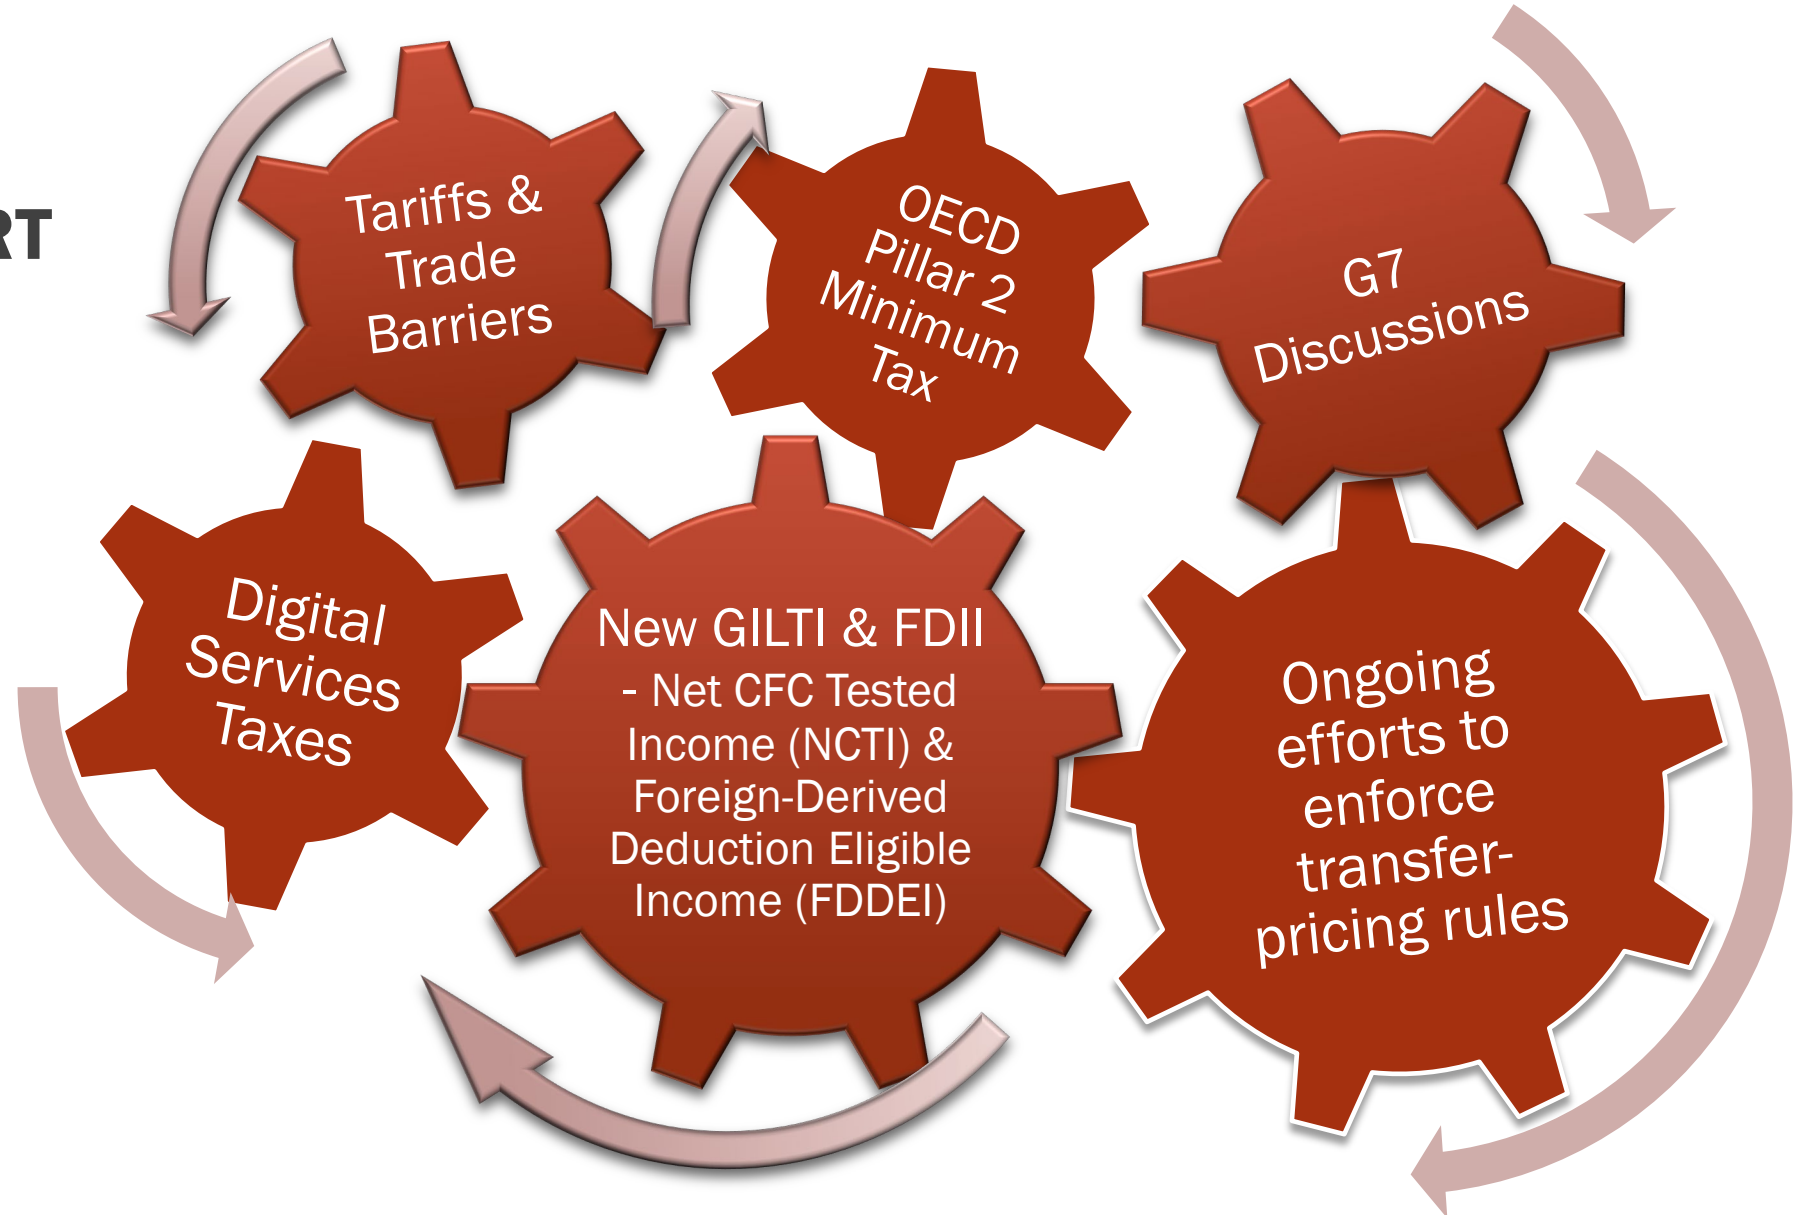 RT
Tariffs &
Trade
Barriers
OECD
Pillar 2
Minimum
Tax
G7
Discussions
Digital
Services
Taxes
New GILTI & FDII
- Net CFC Tested
Income (NCTI) &
Foreign-Derived
Deduction Eligible
Income (FDDEI)
Ongoing
efforts to
enforce
transfer-
pricing rules